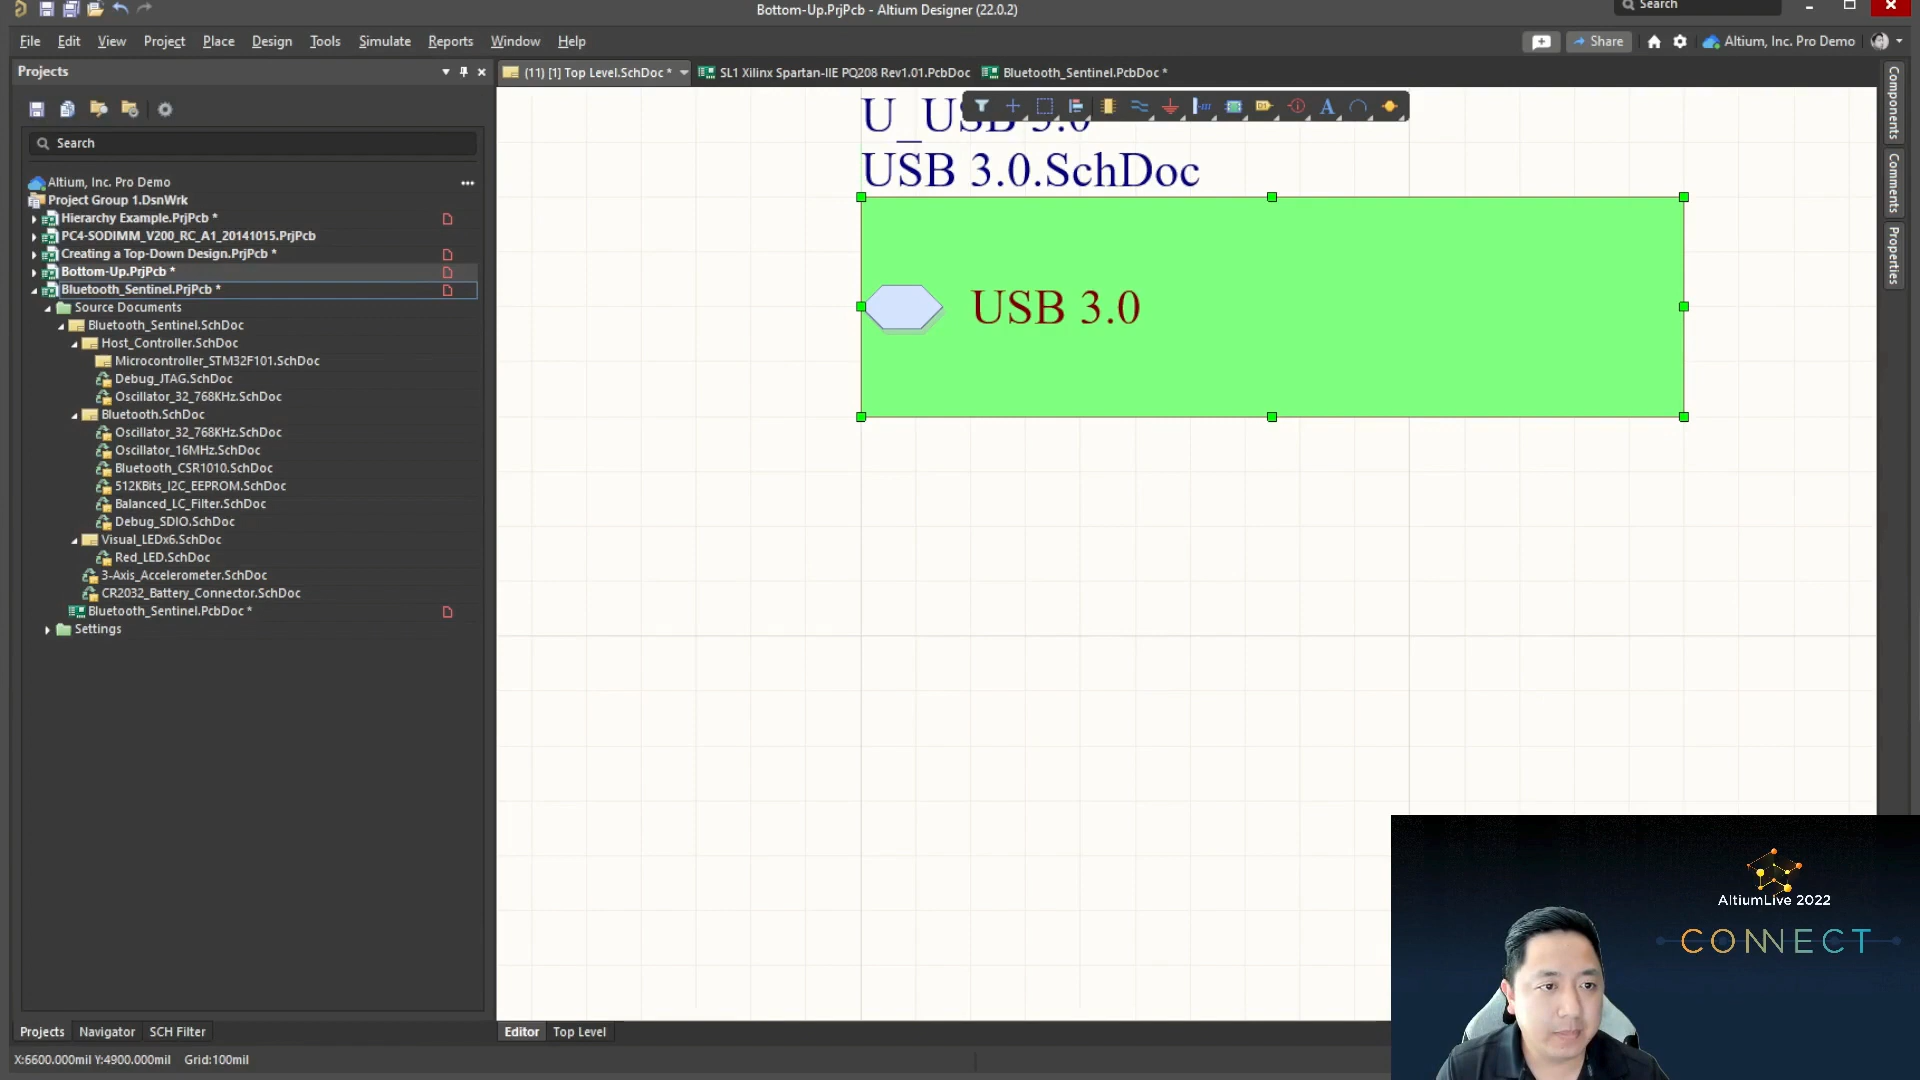 Bottom-Up.PrjPcb - Altium Designer (22.0.2)
Search
File Edit View Project Place Design Tools Simulate Reports Window Help
Share
Altium, Inc. Pro Demo
Projects
(11) [1] Top Level.SchDoc *
SL1 Xilinx Spartan-IIE PQ208 Rev1.01.PcbDoc
Bluetooth_Sentinel.PcbDoc *
Search
Altium, Inc. Pro Demo
Project Group 1.DsnWrk
Hierarchy Example.PrjPcb *
PC4-SODIMM_V200_RC_A1_20141015.PrjPcb
Creating a Top-Down Design.PrjPcb *
Bottom-Up.PrjPcb *
Bluetooth_Sentinel.PrjPcb *
Source Documents
Bluetooth_Sentinel.SchDoc
Host_Controller.SchDoc
Microcontroller_STM32F101.SchDoc
Debug_JTAG.SchDoc
Oscillator_32_768KHz.SchDoc
Bluetooth.SchDoc
Oscillator_32_768KHz.SchDoc
Oscillator_16MHz.SchDoc
Bluetooth_CSR1010.SchDoc
512KBits_I2C_EEPROM.SchDoc
Balanced_LC_Filter.SchDoc
Debug_SDIO.SchDoc
Visual_LEDx6.SchDoc
Red_LED.SchDoc
3-Axis_Accelerometer.SchDoc
CR2032_Battery_Connector.SchDoc
Bluetooth_Sentinel.PcbDoc *
Settings
U_USB 3.0
USB 3.0.SchDoc
USB 3.0
Components
Comments
Properties
AltiumLive 2022
CONNECT
Projects Navigator SCH Filter
Editor Top Level
X:6600.000mil Y:4900.000mil Grid:100mil